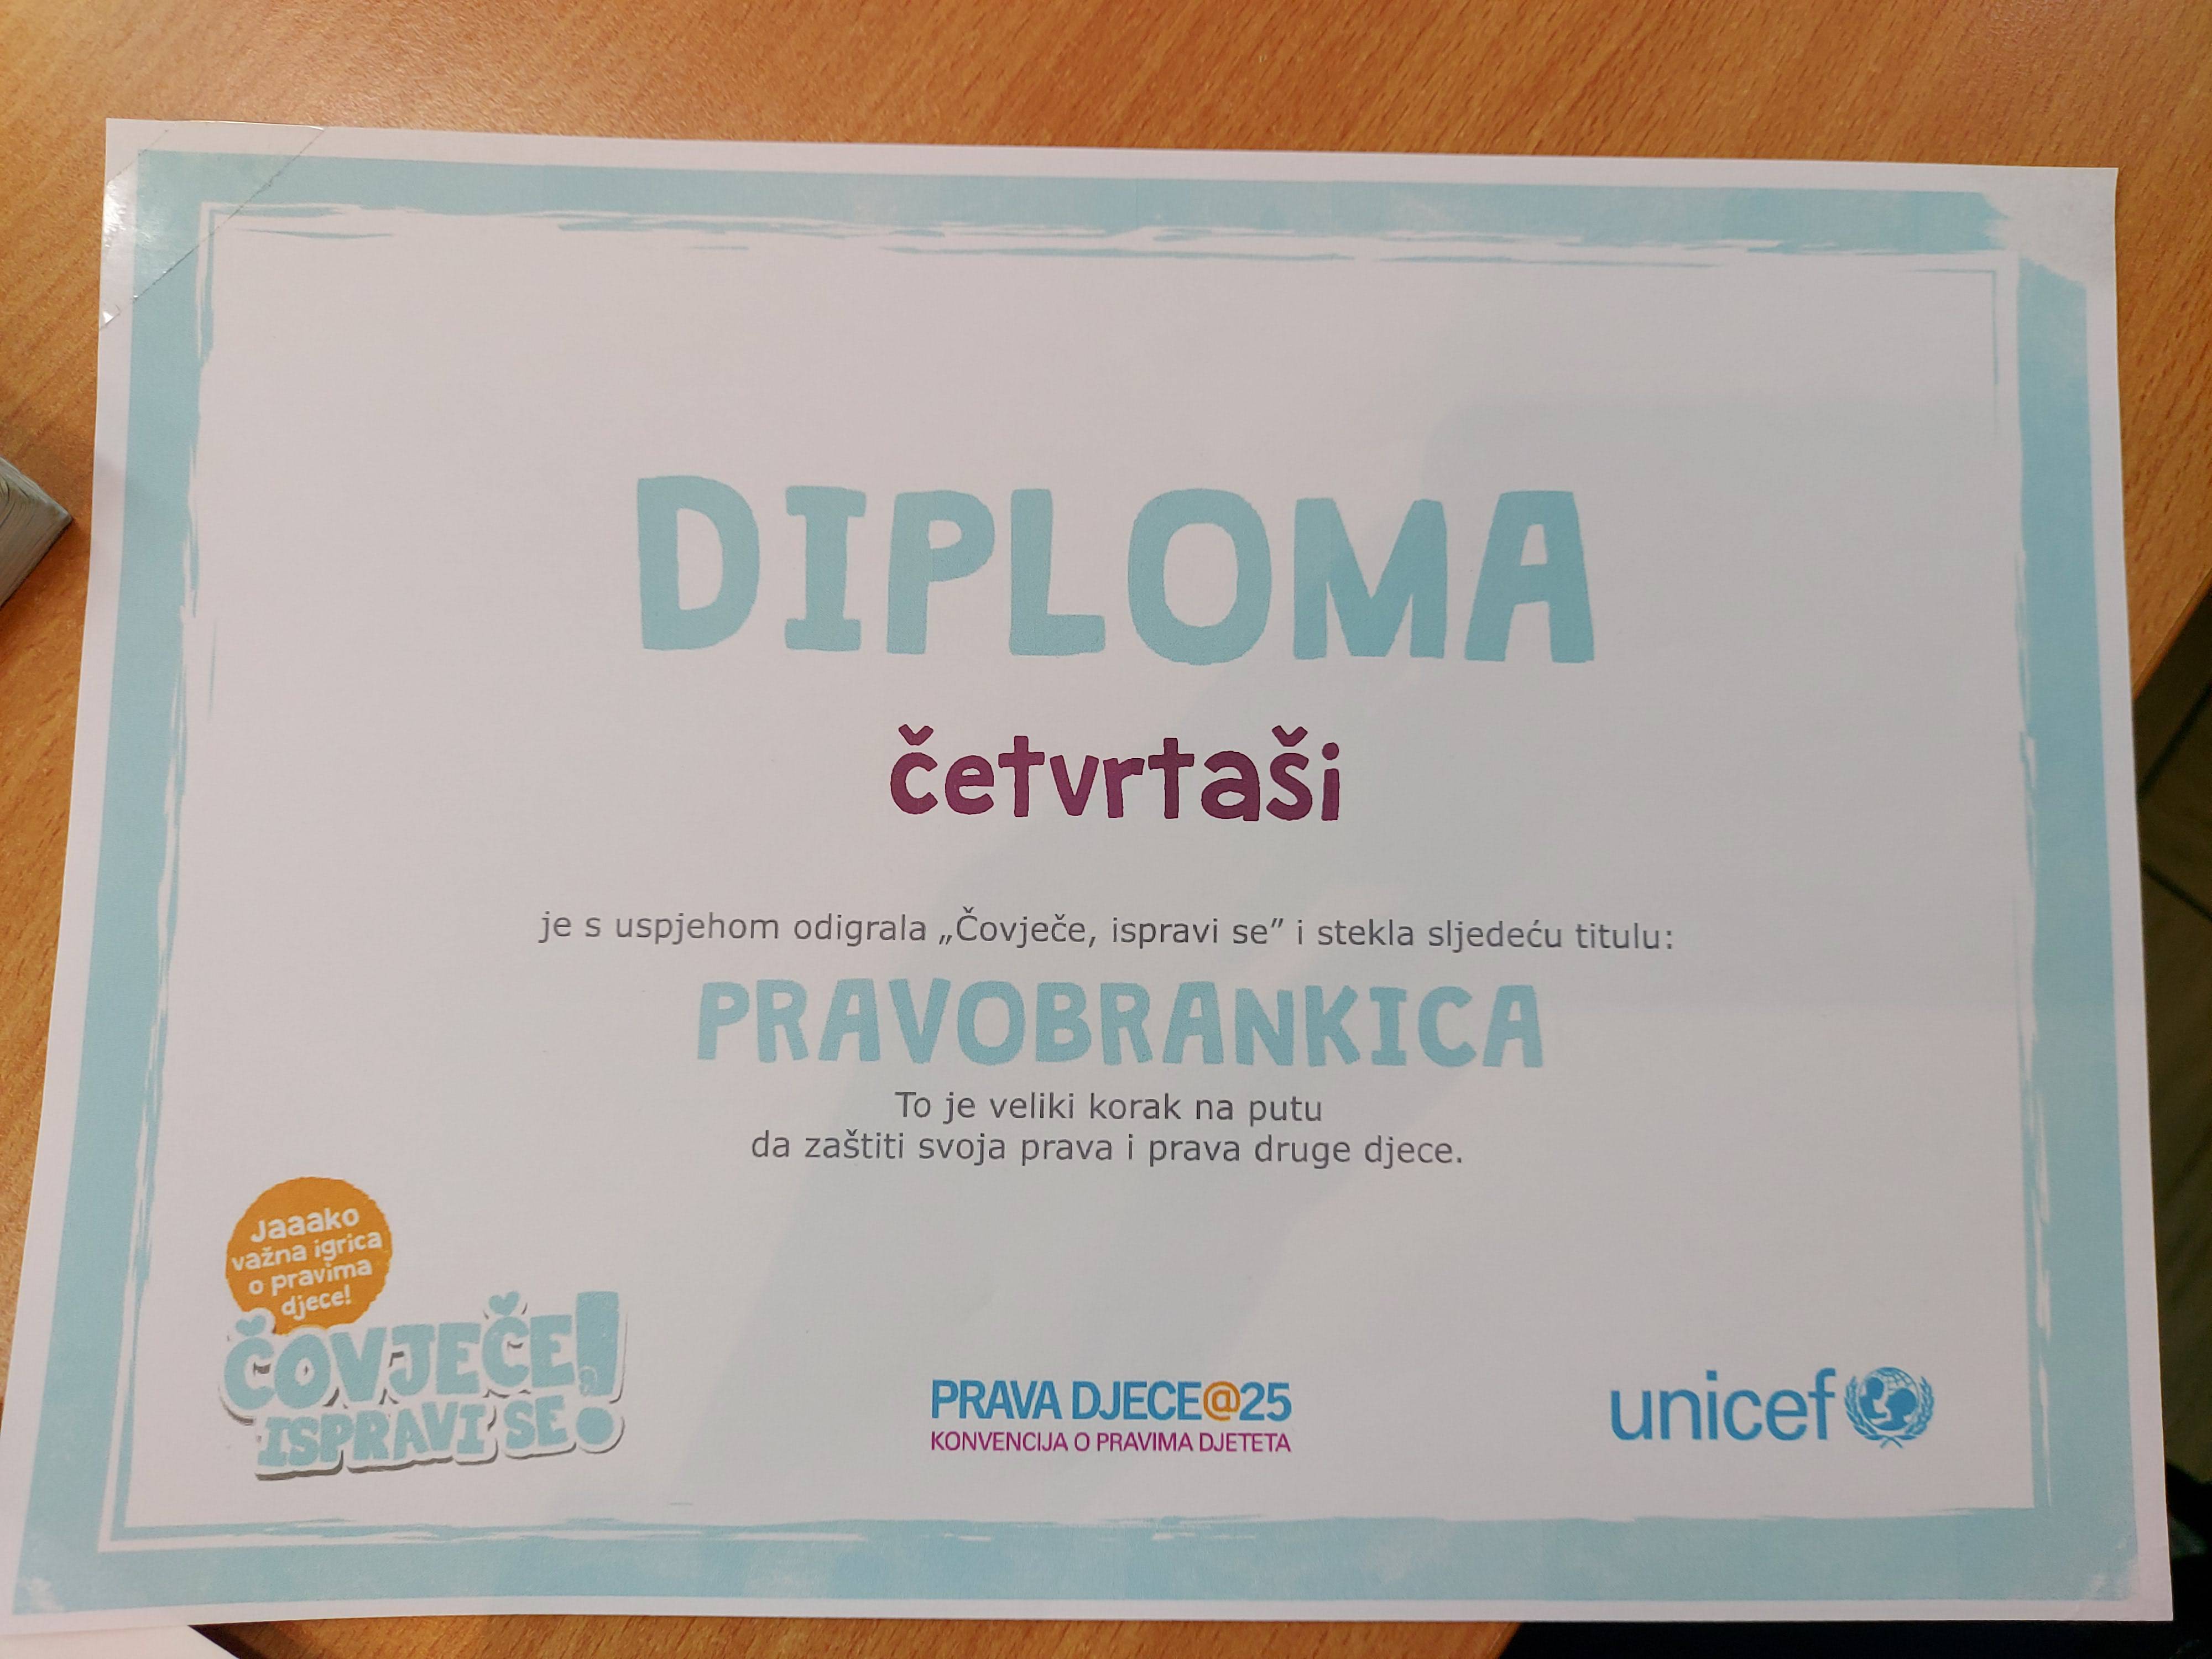 DIPLOMA
četvrtaši
je s uspjehom odigrala „Čovječe, ispravi se” i stekla sljedeću titulu:
PRAVOBRANKICA
To je veliki korak na putu
da zaštiti svoja prava i prava druge djece.
Jaaako
važna igrica
o pravima
djece!
ČOVJEČE!
ISPRAVI SE
PRAVA DJECE@25
KONVENCIJA O PRAVIMA DJETETA
unicef